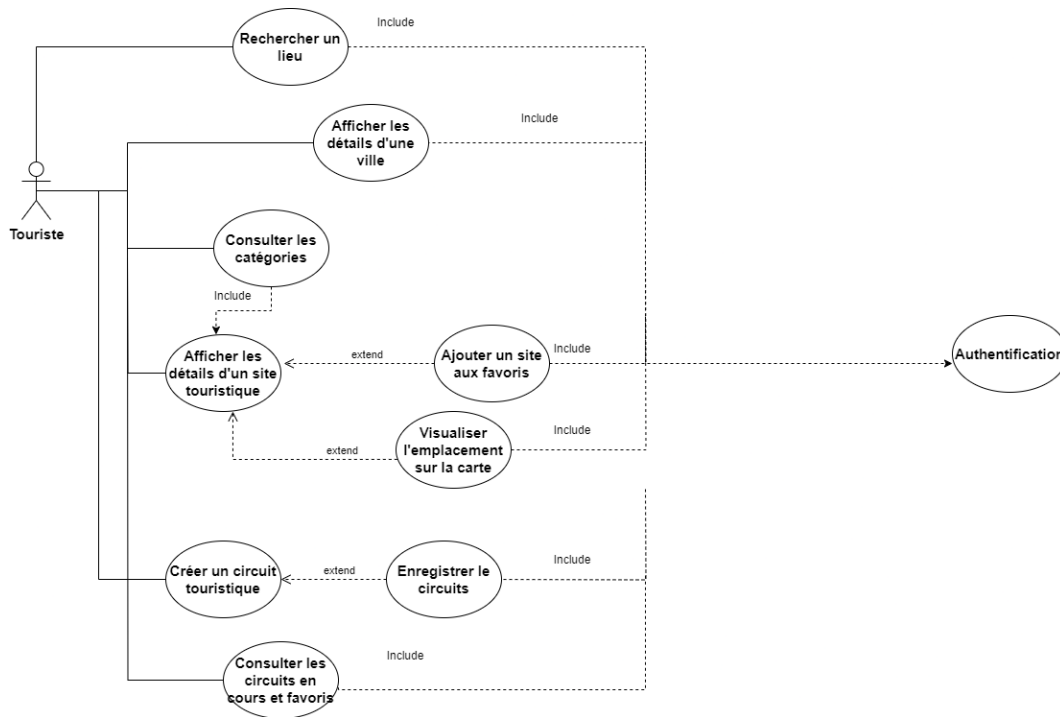 Include
Rechercher un
lieu
Include
Afficher les
détails d'une
ville
Touriste
Consulter les
catégories
Include
Afficher les
détails d'un site
touristique
extend
Ajouter un site
aux favoris
Include
Authentification
extend
Visualiser
l'emplacement
sur la carte
Include
Créer un circuit
touristique
extend
Enregistrer le
circuits
Include
Consulter les
circuits en
cours et favoris
Include